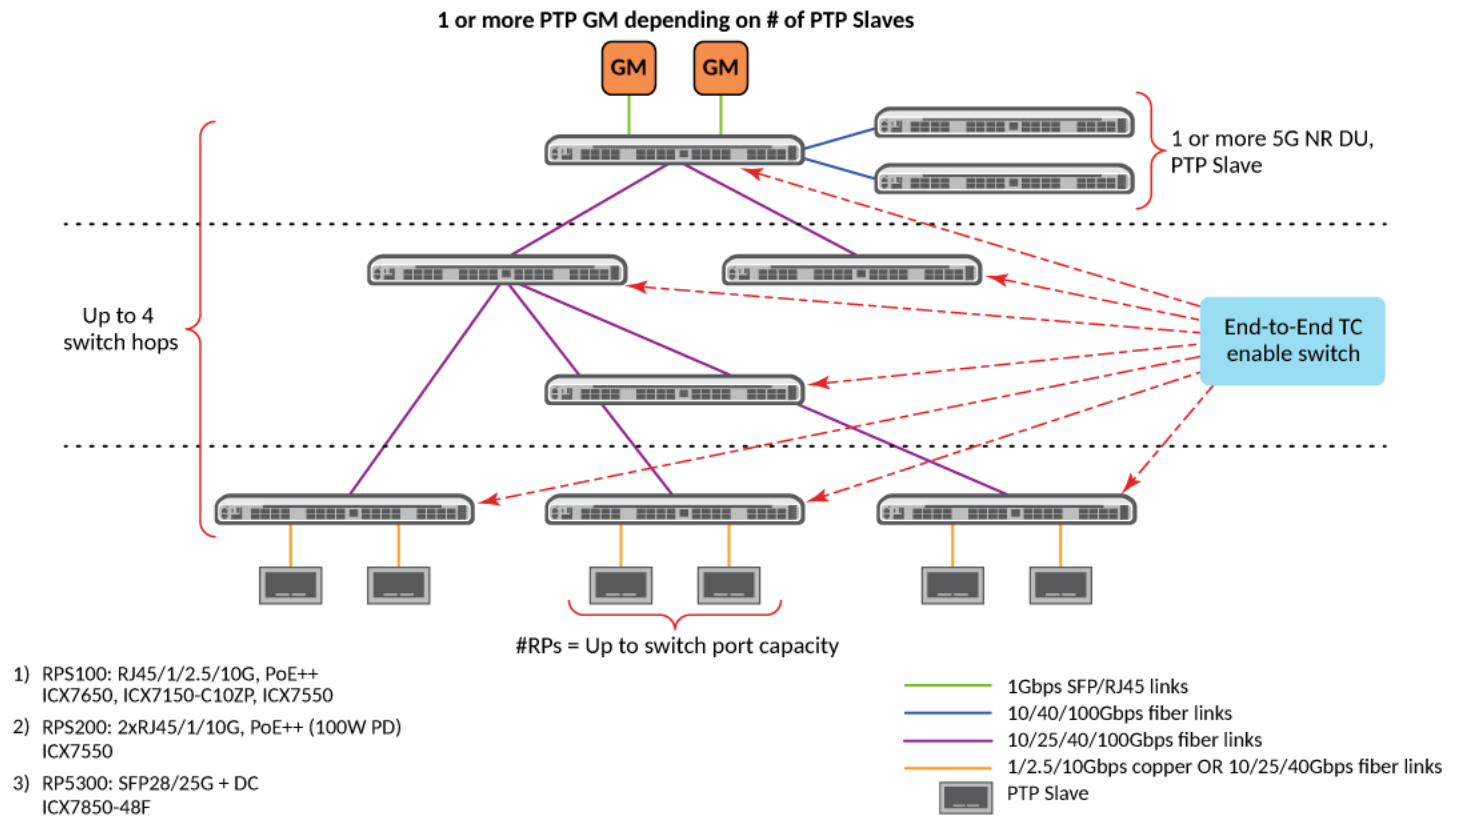 1 or more PTP GM depending on # of PTP Slaves
GM
GM
1 or more 5G NR DU,
PTP Slave
Up to 4
switch hops
End-to-End TC
enable switch
#RPs = Up to switch port capacity
1) RPS100: RJ45/1/2.5/10G, PoE++
ICX7650, ICX7150-C10ZP, ICX7550
2) RPS200: 2xRJ45/1/10G, PoE++ (100W PD)
ICX7550
3) RP5300: SFP28/25G + DC
ICX7850-48F
1Gbps SFP/RJ45 links
10/40/100Gbps fiber links
10/25/40/100Gbps fiber links
1/2.5/10Gbps copper OR 10/25/40Gbps fiber links
PTP Slave